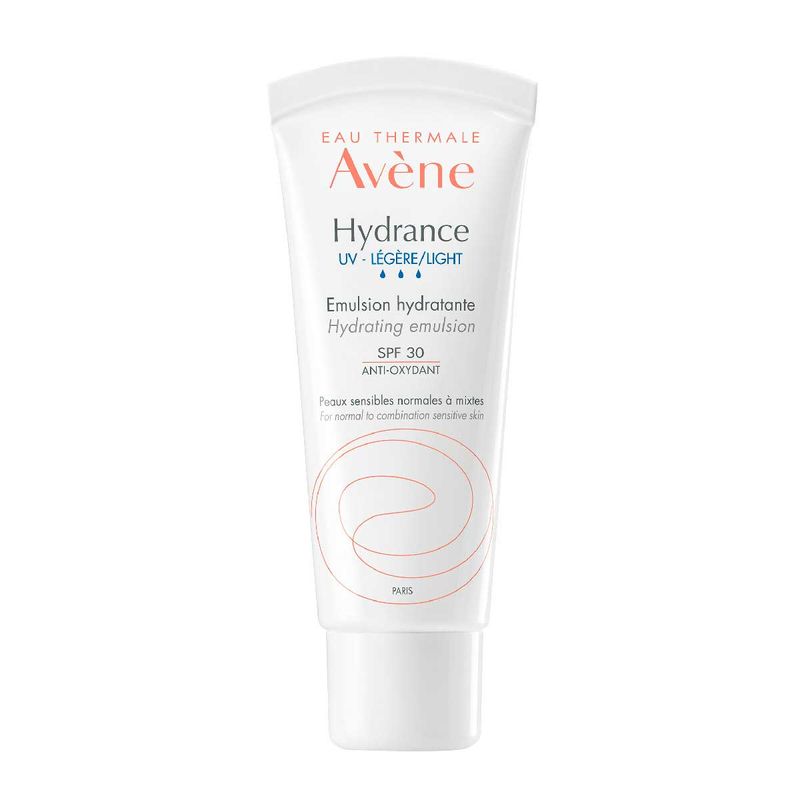 EAU THERMALE
Avène
Hydrance
UV - LÉGÈRE/LIGHT
Emulsion hydratante
Hydrating emulsion
SPF 30
ANTI-OXYDANT
Peaux sensibles normales à mixtes
For normal to combination sensitive skin
PARIS